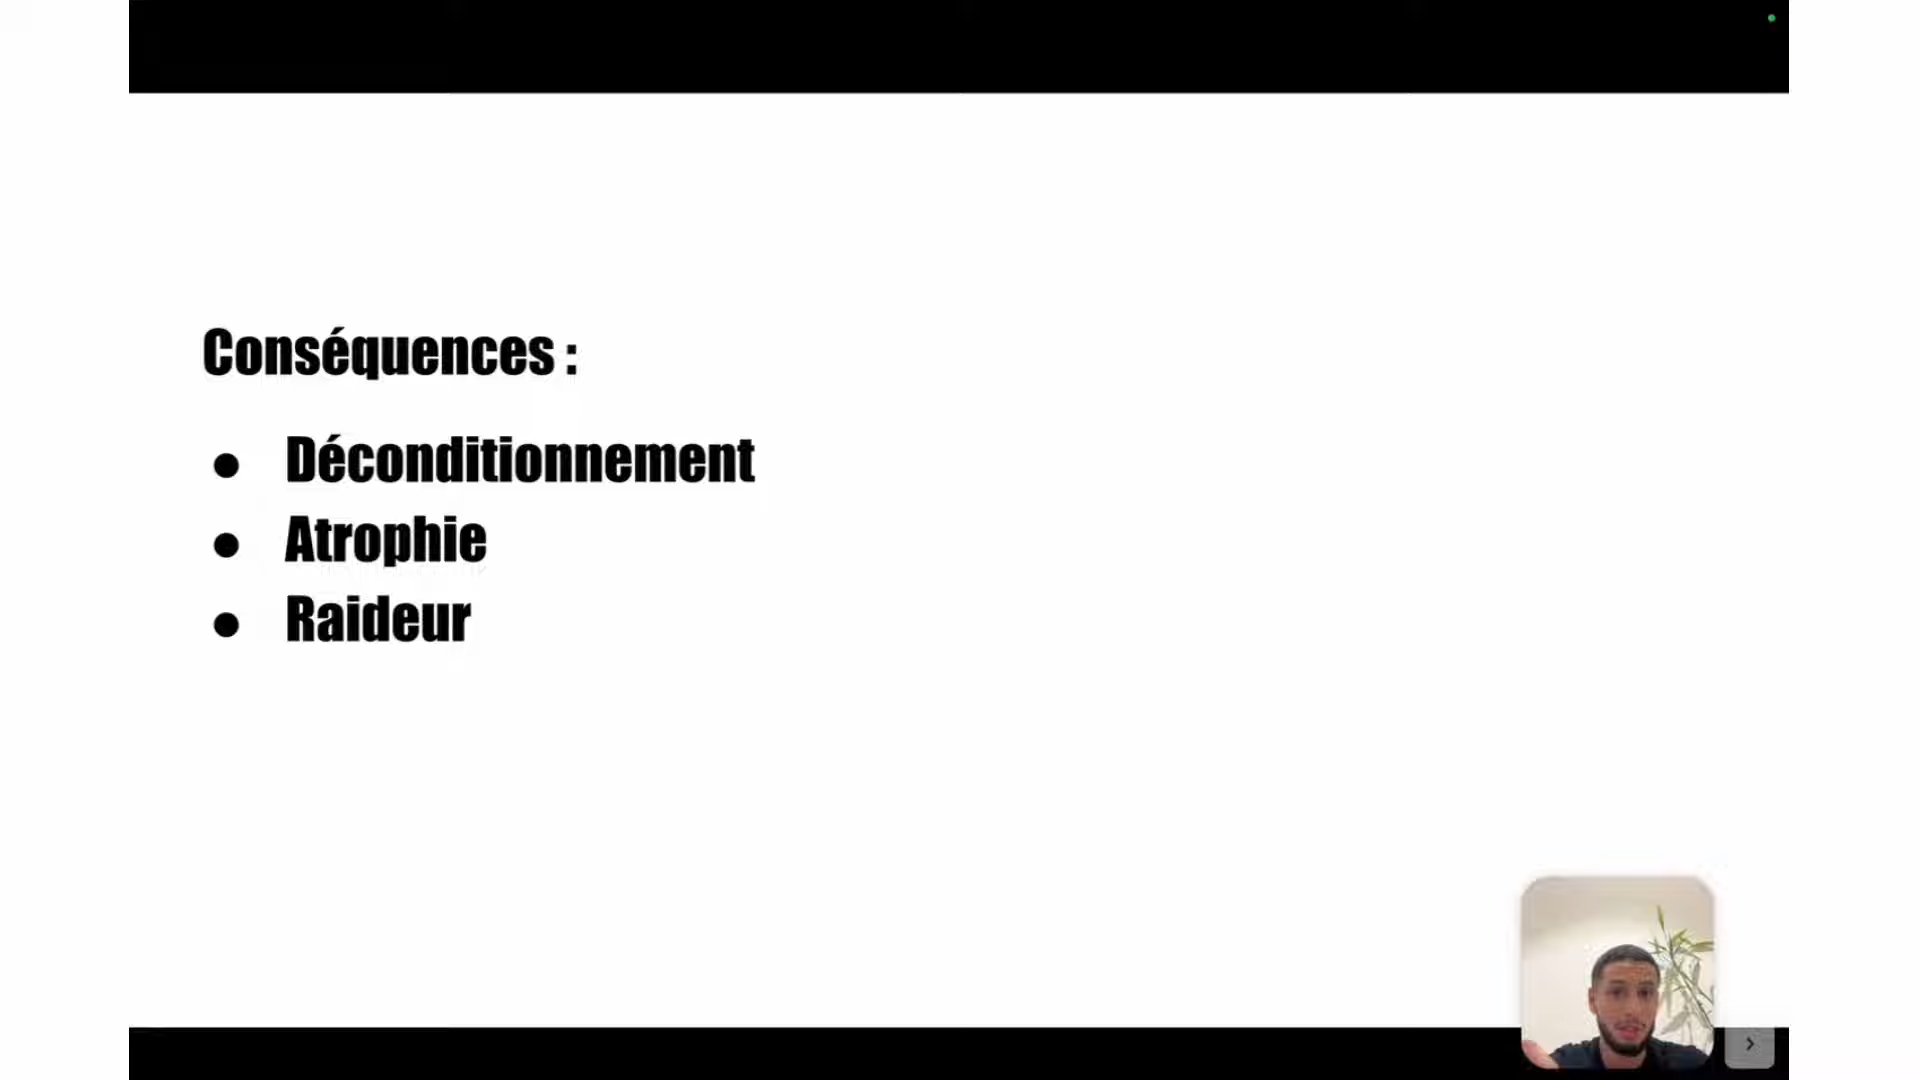 Conséquences :
● Déconditionnement
● Atrophie
● Raideur